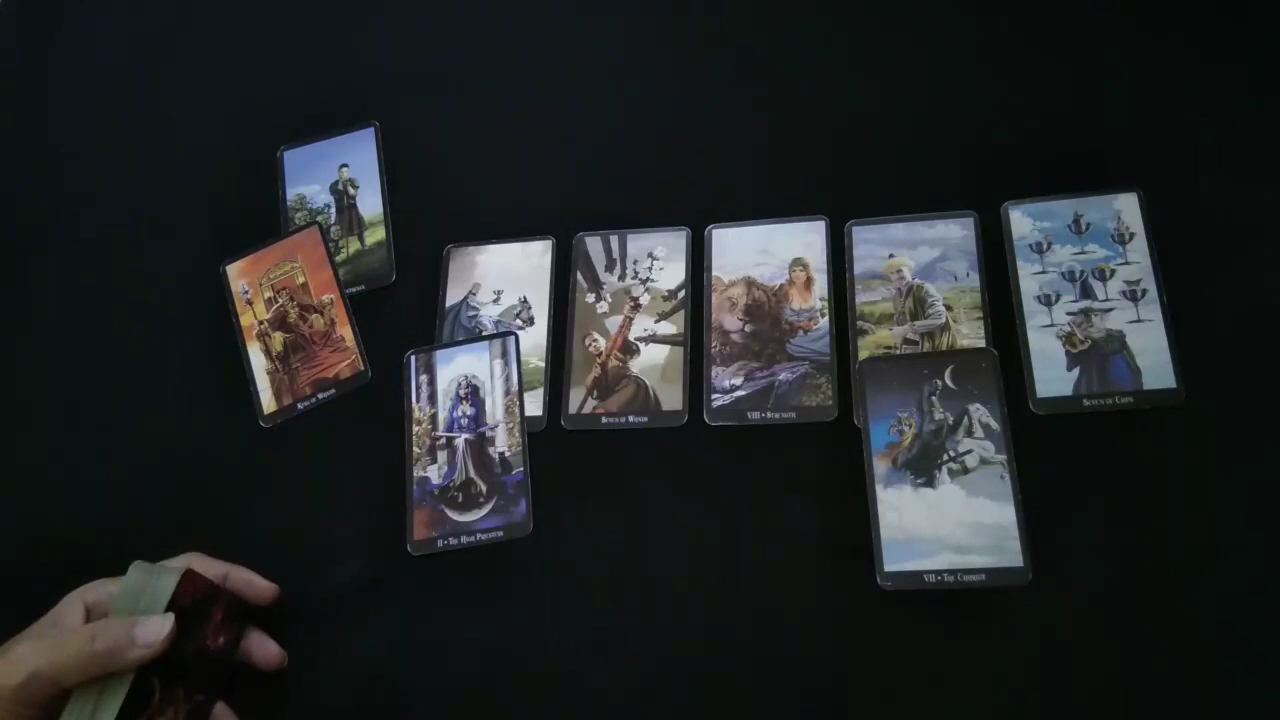 King of Wands
II • The High Priestess
Seven of Wands
VIII • Strength
VII • The Chariot
Seven of Cups